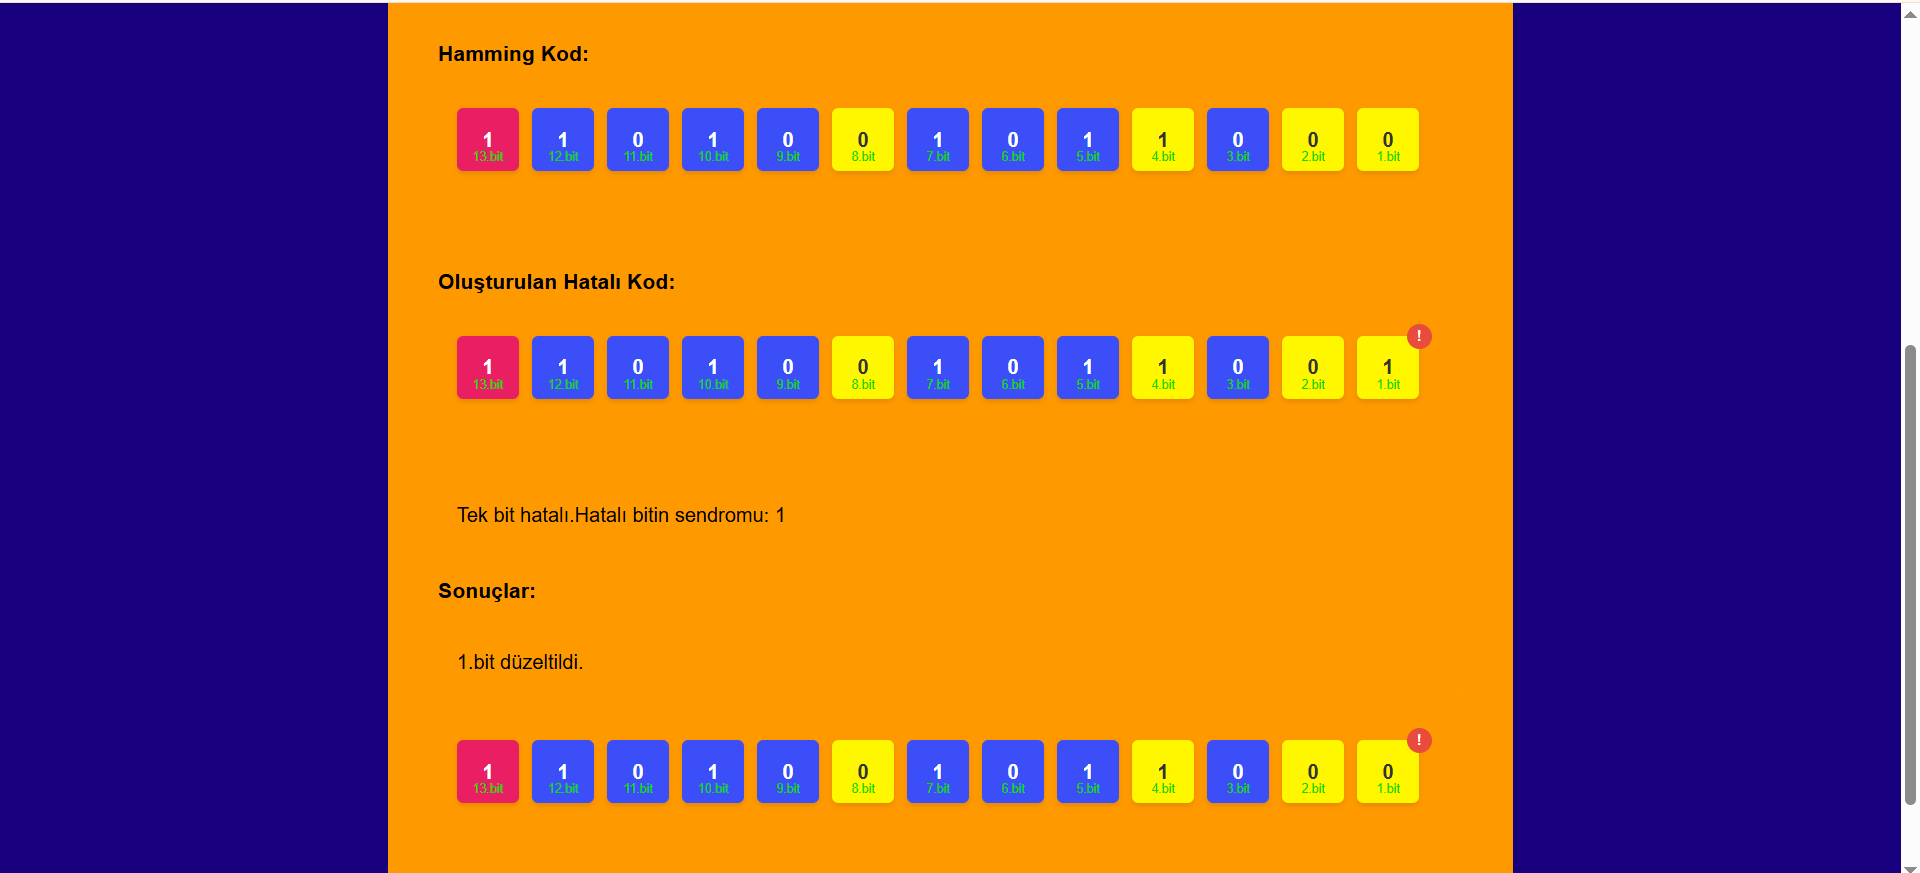 Hamming Kod:
1 1 0 1 0 0 1 0 1 1 0 0 0
13.bit 12.bit 11.bit 10.bit 9.bit 8.bit 7.bit 6.bit 5.bit 4.bit 3.bit 2.bit 1.bit
Oluşturulan Hatalı Kod:
!
1 1 0 1 0 0 1 0 1 1 0 0 1
13.bit 12.bit 11.bit 10.bit 9.bit 8.bit 7.bit 6.bit 5.bit 4.bit 3.bit 2.bit 1.bit
Tek bit hatalı.Hatalı bitin sendromu: 1
Sonuçlar:
1.bit düzeltildi.
!
1 1 0 1 0 0 1 0 1 1 0 0 0
13.bit 12.bit 11.bit 10.bit 9.bit 8.bit 7.bit 6.bit 5.bit 4.bit 3.bit 2.bit 1.bit